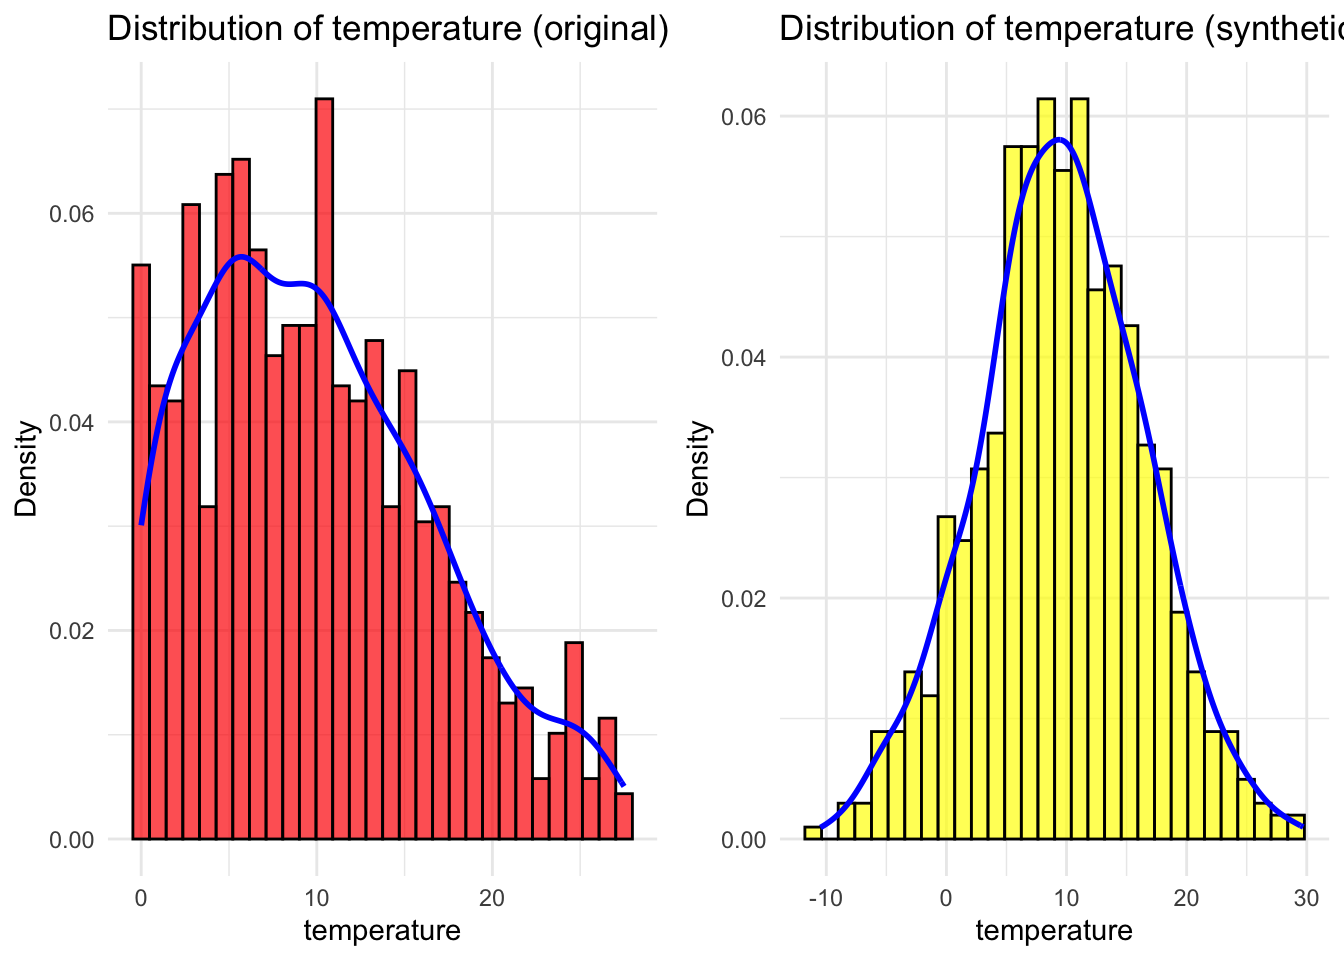 Distribution of temperature (original)
Density
0.06
0.04
0.02
0.00
0
10
20
temperature
Distribution of temperature (synthetic
Density
0.06
0.04
0.02
0.00
-10
0
10
20
30
temperature